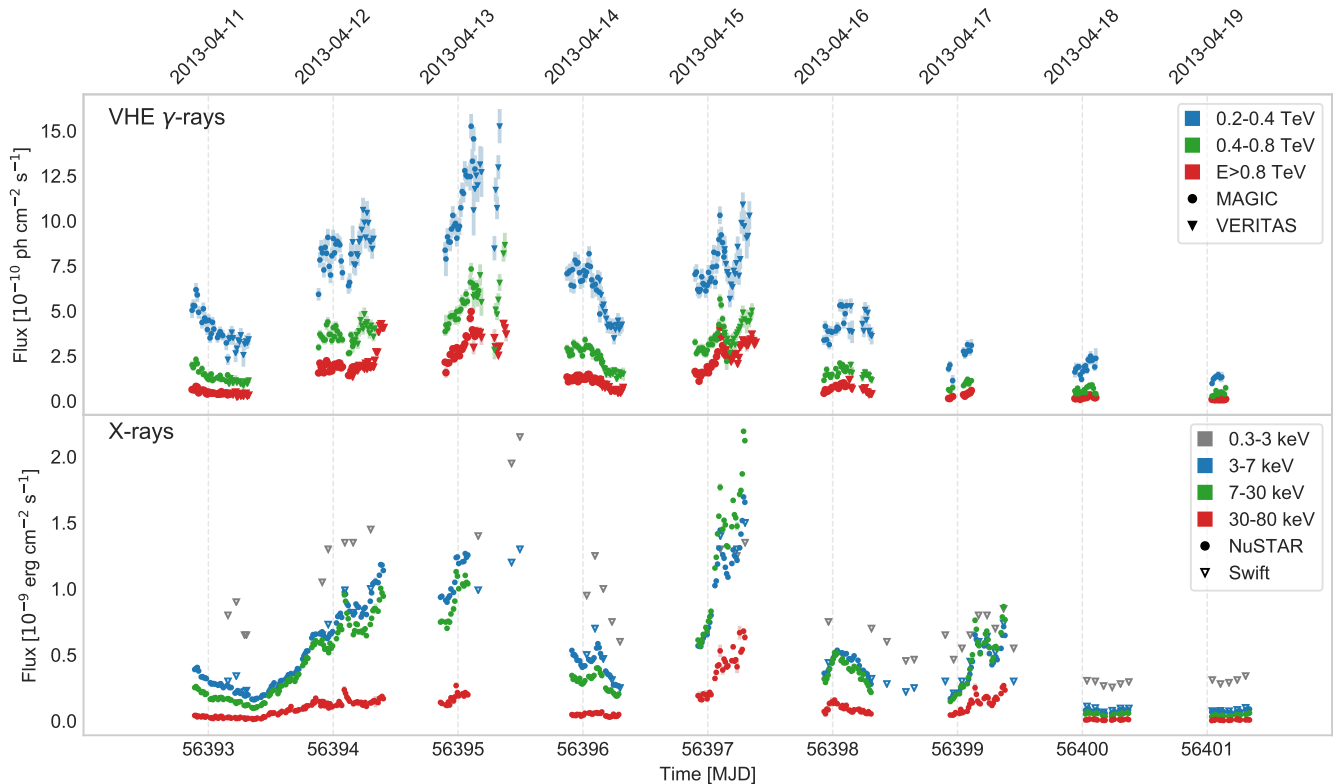 2013-04-11 2013-04-12 2013-04-13 2013-04-14 2013-04-15 2013-04-16 2013-04-17 2013-04-18 2013-04-19
VHE γ-rays
0.2-0.4 TeV
0.4-0.8 TeV
E>0.8 TeV
MAGIC
VERITAS
Flux [10⁻¹⁰ ph cm⁻² s⁻¹]
15.0
12.5
10.0
7.5
5.0
2.5
0.0
X-rays
0.3-3 keV
3-7 keV
7-30 keV
30-80 keV
NuSTAR
Swift
Flux [10⁻⁹ erg cm⁻² s⁻¹]
2.0
1.5
1.0
0.5
0.0
56393 56394 56395 56396 56397 56398 56399 56400 56401
Time [MJD]